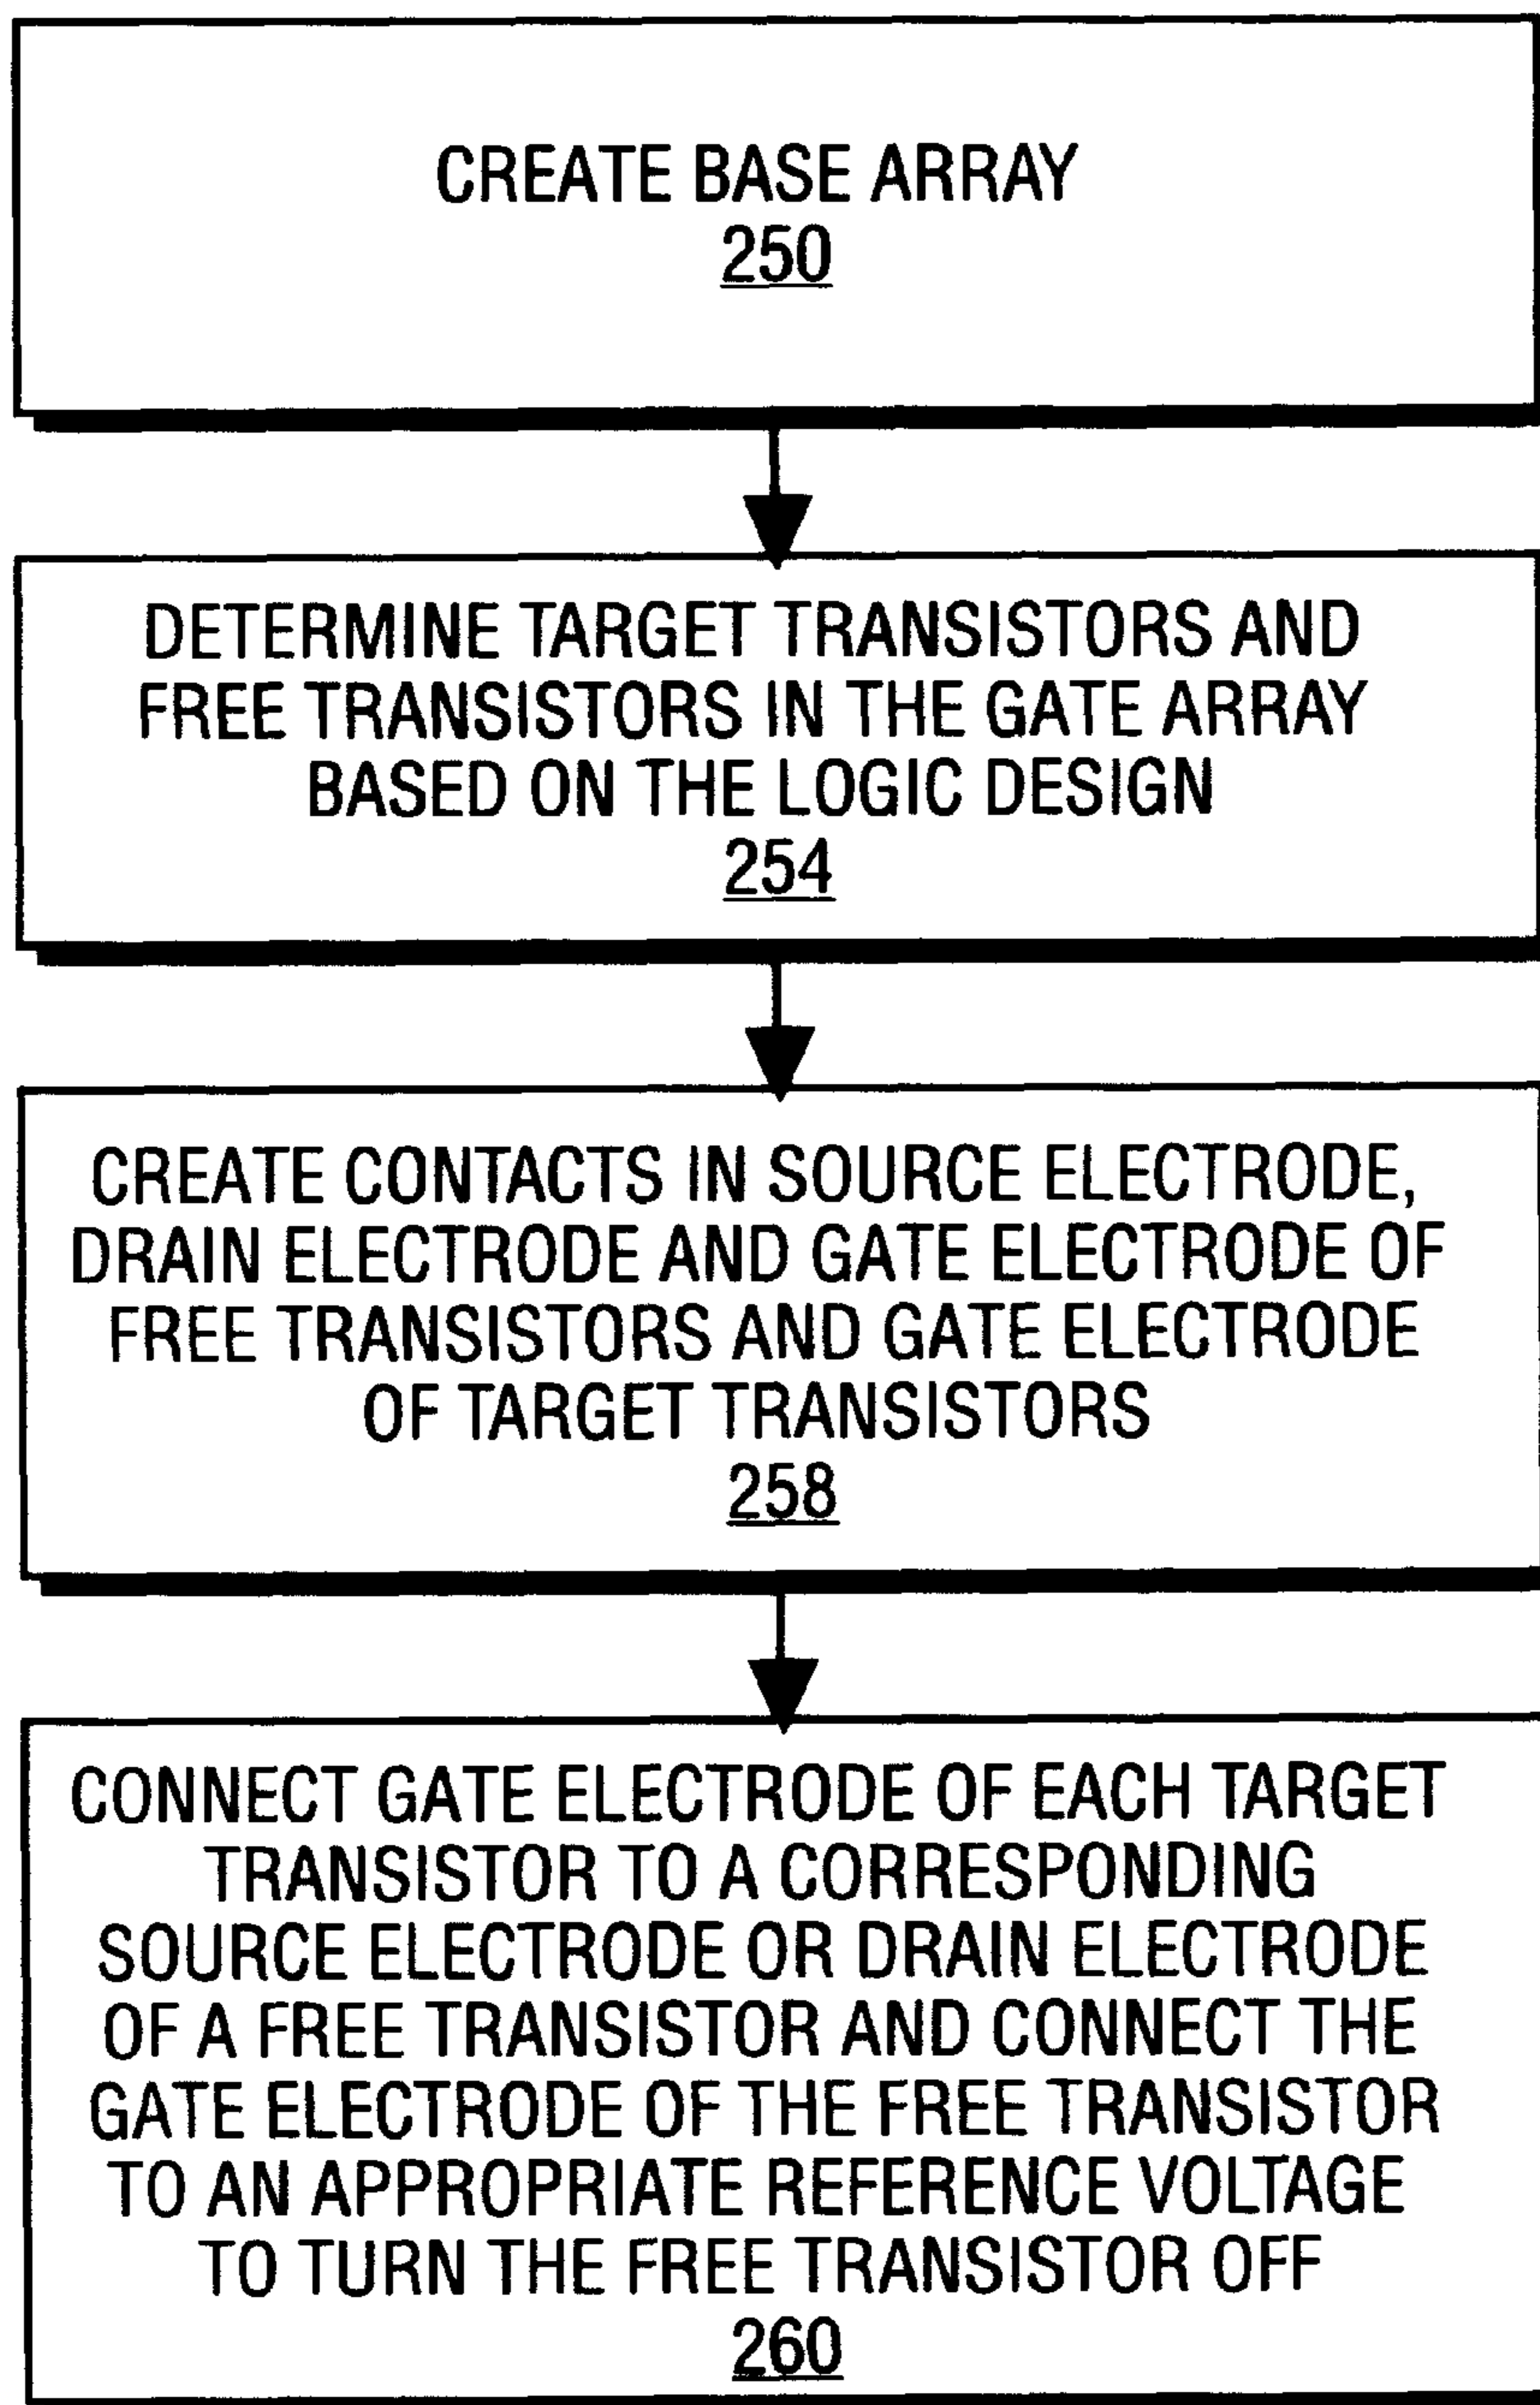 CREATE BASE ARRAY
250
DETERMINE TARGET TRANSISTORS AND
FREE TRANSISTORS IN THE GATE ARRAY
BASED ON THE LOGIC DESIGN
254
CREATE CONTACTS IN SOURCE ELECTRODE,
DRAIN ELECTRODE AND GATE ELECTRODE OF
FREE TRANSISTORS AND GATE ELECTRODE
OF TARGET TRANSISTORS
258
CONNECT GATE ELECTRODE OF EACH TARGET
TRANSISTOR TO A CORRESPONDING
SOURCE ELECTRODE OR DRAIN ELECTRODE
OF A FREE TRANSISTOR AND CONNECT THE
GATE ELECTRODE OF THE FREE TRANSISTOR
TO AN APPROPRIATE REFERENCE VOLTAGE
TO TURN THE FREE TRANSISTOR OFF
260